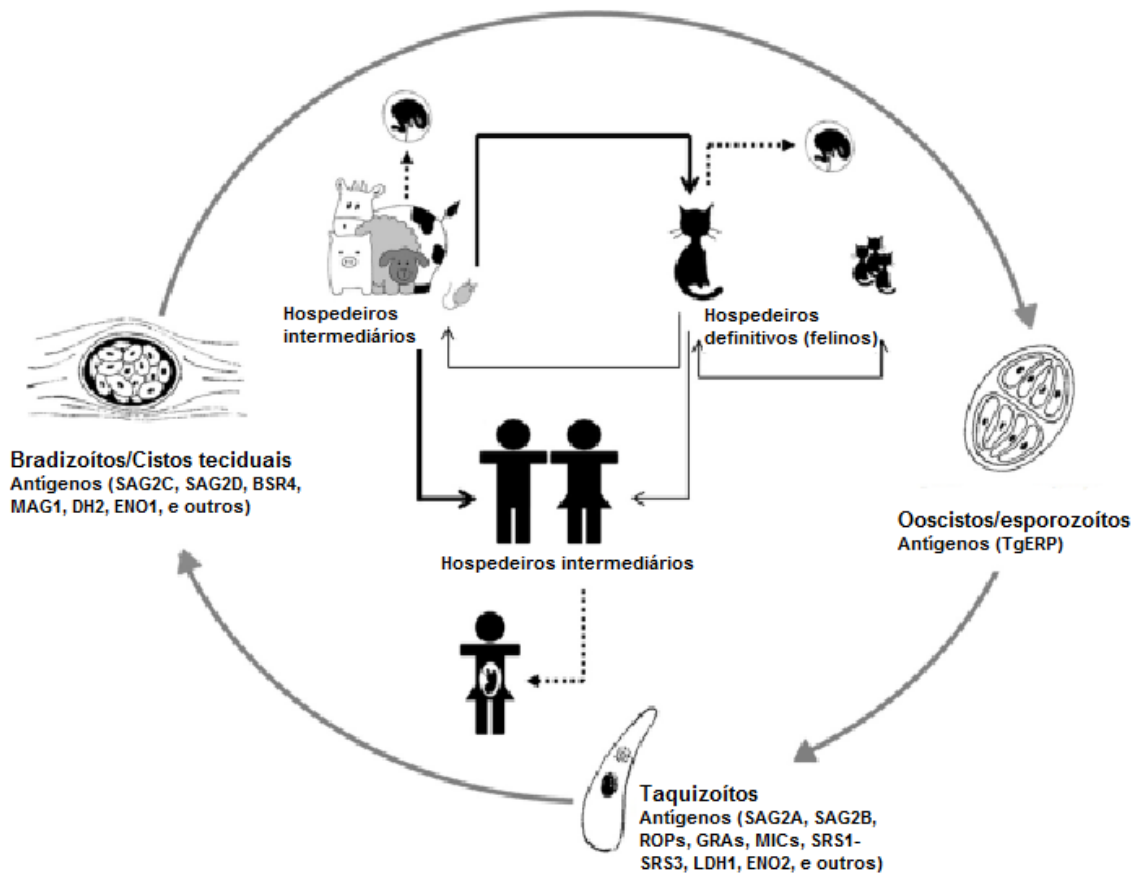 Hospedeiros
intermediários
Hospedeiros
definitivos (felinos)
Bradizoítos/Cistos teciduais
Antígenos (SAG2C, SAG2D, BSR4,
MAG1, DH2, ENO1, e outros)
Ooscistos/esporozoítos
Antígenos (TgERP)
Hospedeiros intermediários
Taquizoítos
Antígenos (SAG2A, SAG2B,
ROPs, GRAs, MICs, SRS1-
SRS3, LDH1, ENO2, e outros)